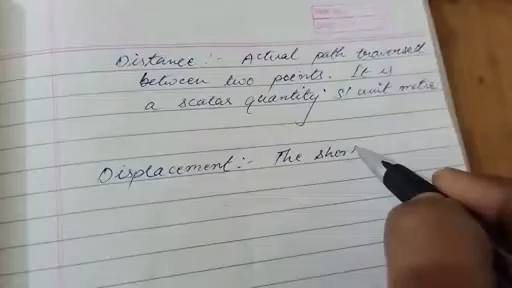 Distance :- Actual path traversed
between two points. It is
a scalar quantity SI unit metre
Displacement :- The shor